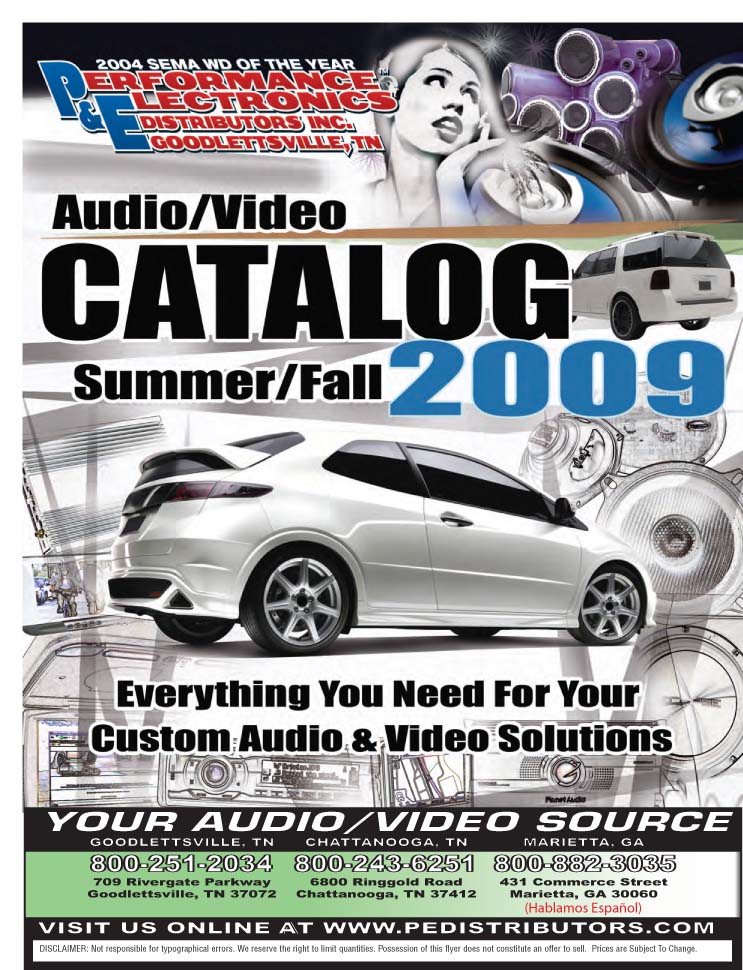 2004 SEMA WD OF THE YEAR
PERFORMANCE™
& ELECTRONICS
DISTRIBUTORS INC.
GOODLETTSVILLE, TN
Audio/Video
CATALOG
Summer/Fall 2009
Everything You Need For Your
Custom Audio & Video Solutions
Planet Audio
YOUR AUDIO/VIDEO SOURCE
GOODLETTSVILLE, TN CHATTANOOGA, TN MARIETTA, GA
800-251-2034 800-243-6251 800-882-3035
709 Rivergate Parkway 6800 Ringgold Road 431 Commerce Street
Goodlettsville, TN 37072 Chattanooga, TN 37412 Marietta, GA 30060
(Hablamos Español)
VISIT US ONLINE AT WWW.PEDISTRIBUTORS.COM
DISCLAIMER: Not responsible for typographical errors. We reserve the right to limit quantities. Possession of this flyer does not constitute an offer to sell. Prices are Subject To Change.